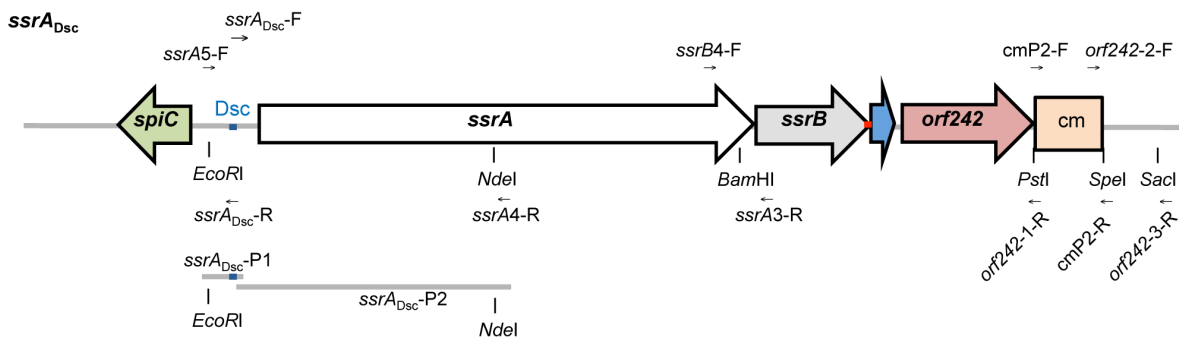 ssrADsc
ssrADsc-F
ssrA5-F
ssrB4-F
cmP2-F
orf242-2-F
Dsc
spiC
ssrA
ssrB
orf242
cm
EcoRI
NdeI
BamHI
PstI
SpeI
SacI
ssrADsc-R
ssrA4-R
ssrA3-R
orf242-1-R
cmP2-R
orf242-3-R
ssrADsc-P1
ssrADsc-P2
EcoRI
NdeI